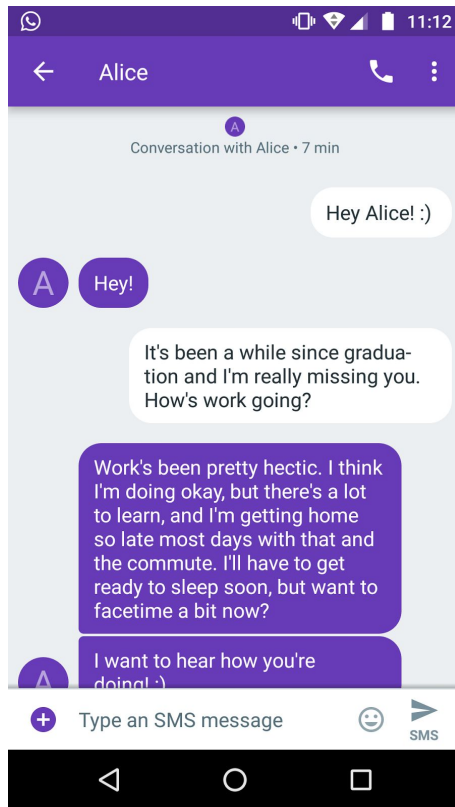 11:12
Alice
A
Conversation with Alice • 7 min
Hey Alice! :)
A
Hey!
It's been a while since gradua-
tion and I'm really missing you.
How's work going?
Work's been pretty hectic. I think
I'm doing okay, but there's a lot
to learn, and I'm getting home
so late most days with that and
the commute. I'll have to get
ready to sleep soon, but want to
facetime a bit now?
A
I want to hear how you're
doing! :)
Type an SMS message
SMS